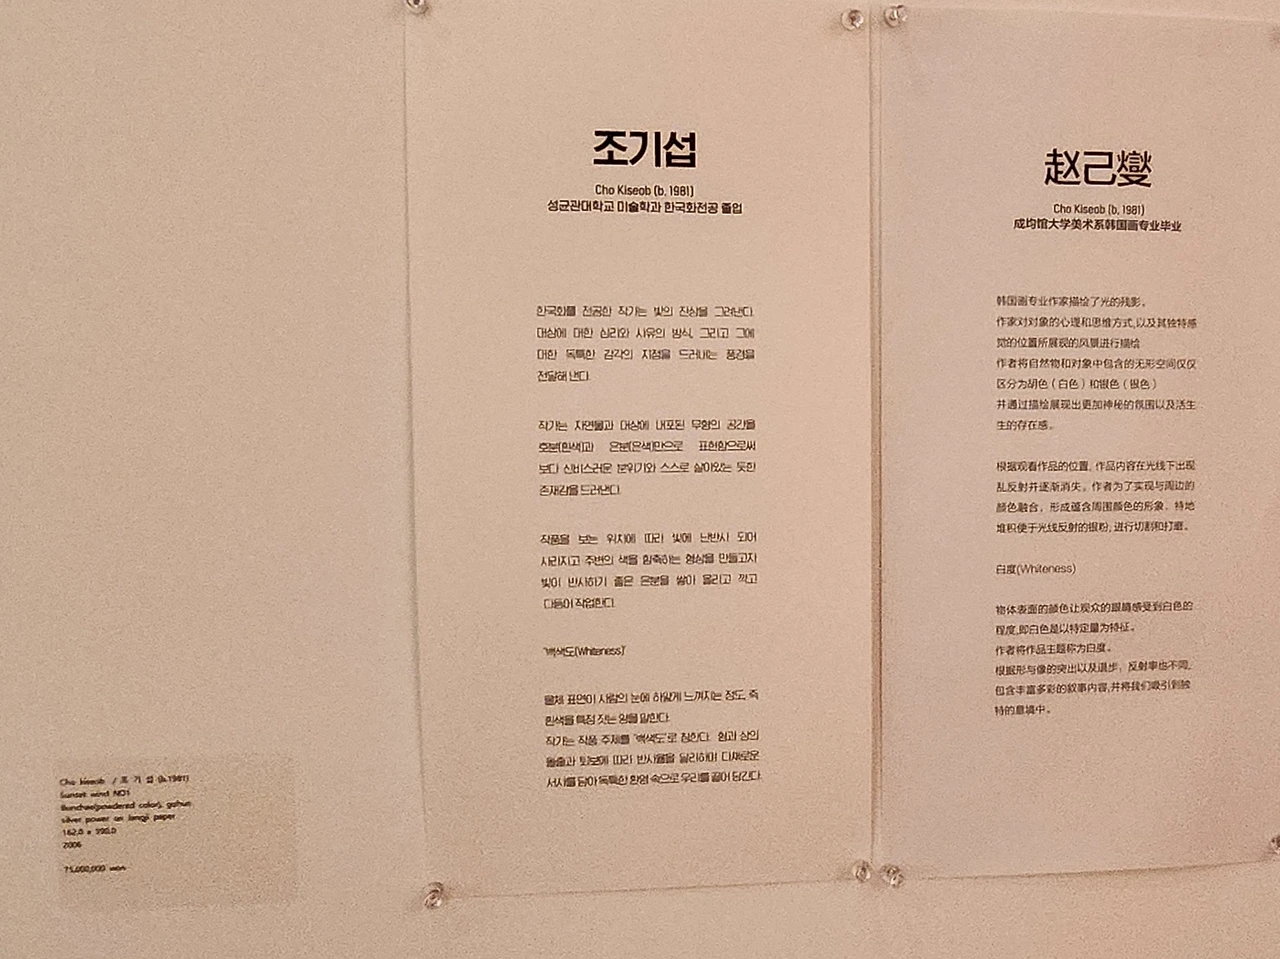 조기섭
Cho Kiseob (b. 1981)
성균관대학교 미술학과 한국화전공 졸업
한국화를 전공한 작가는 빛의 잔상을 그려낸다.
대상에 대한 심리와 사유의 방식, 그리고 그에
대한 독특한 감각의 지점을 드러내는 풍경을
전달해 낸다.
작가는 자연물과 대상에 내포된 무형의 공간을
호분(흰색)과 은분(은색)만으로 표현함으로써
보다 신비스러운 분위기와 스스로 살아있는 듯한
존재감을 드러낸다.
작품을 보는 위치에 따라 빛에 난반사 되어
사라지고 주변의 색을 함축하는 형상을 만들고자
빛이 반사하기 좋은 은분을 쌓아 올리고 깎고
다듬어 작업한다.
'백색도(Whiteness)'
물체 표면이 사람의 눈에 하얗게 느껴지는 정도, 즉
흰색을 특정 짓는 양을 말한다.
작가는 작품 주제를 '백색도'로 칭한다. 형과 상의
돌출과 퇴보에 따라 반사율을 달리하며 다채로운
서사를 담아 독특한 환영 속으로 우리를 끌어 당긴다.
赵己燮
Cho Kiseob (b. 1981)
成均馆大学美术系韩国画专业毕业
韩国画专业作家描绘了光的残影。
作家对对象的心理和思维方式,以及其独特感
觉的位置所展现的风景进行描绘
作者将自然物和对象中包含的无形空间仅仅
区分为胡色（白色）和银色（银色）
并通过描绘展现出更加神秘的氛围以及活生
生的存在感。
根据观看作品的位置, 作品内容在光线下出现
乱反射并逐渐消失。作者为了实现与周边的
颜色融合，形成蕴含周围颜色的形象，特地
堆积便于光线反射的银粉, 进行切割和打磨。
白度(Whiteness)
物体表面的颜色让观众的眼睛感受到白色的
程度,即白色是以特定量为特征。
作者将作品主题称为白度。
根据形与像的突出以及退步，反射率也不同,
包含丰富多彩的叙事内容,并将我们吸引到独
特的意境中。
Cho kiseob / 조 기 섭 (b.1981)
Sunset wind NO1
Bunchae(powdered color), gohun
silver power on Jangji paper
162.0 x
75,000,000 won